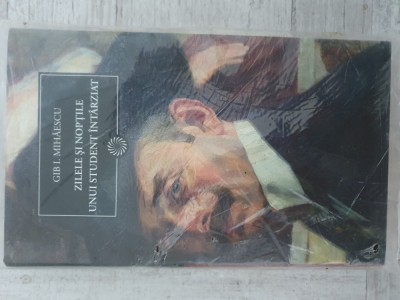 GIB I. MIHĂESCU
ZILELE ȘI NOPȚILE
UNUI STUDENT ÎNTÂRZIAT